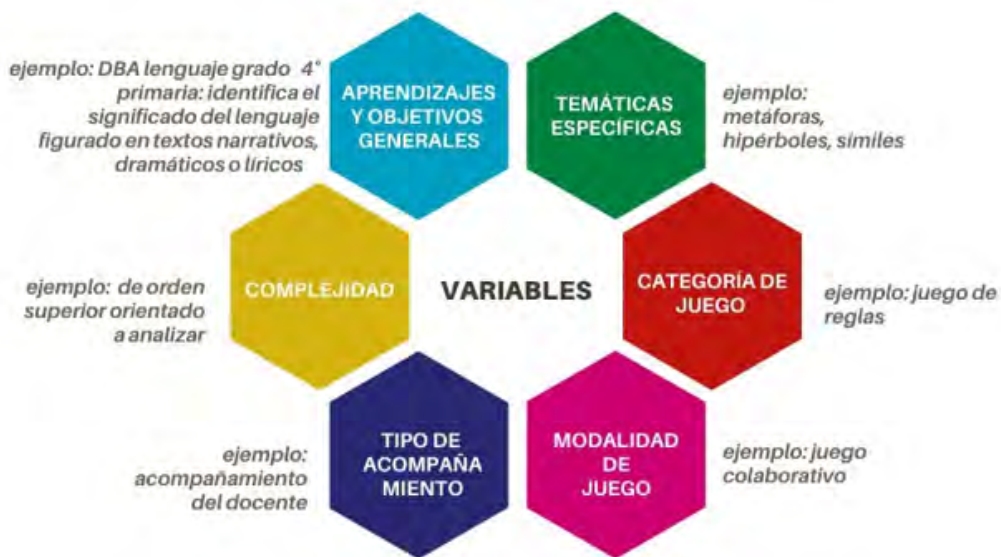 ejemplo: DBA lenguaje grado 4°
primaria: identifica el
significado del lenguaje
figurado en textos narrativos,
dramáticos o líricos
APRENDIZAJES
Y OBJETIVOS
GENERALES
TEMÁTICAS
ESPECÍFICAS
ejemplo:
metáforas,
hipérboles, símiles
ejemplo: de orden
superior orientado
a analizar
COMPLEJIDAD
VARIABLES
CATEGORÍA DE
JUEGO
ejemplo: juego de
reglas
ejemplo:
acompañamiento
del docente
TIPO DE
ACOMPAÑA
MIENTO
MODALIDAD
DE
JUEGO
ejemplo: juego
colaborativo